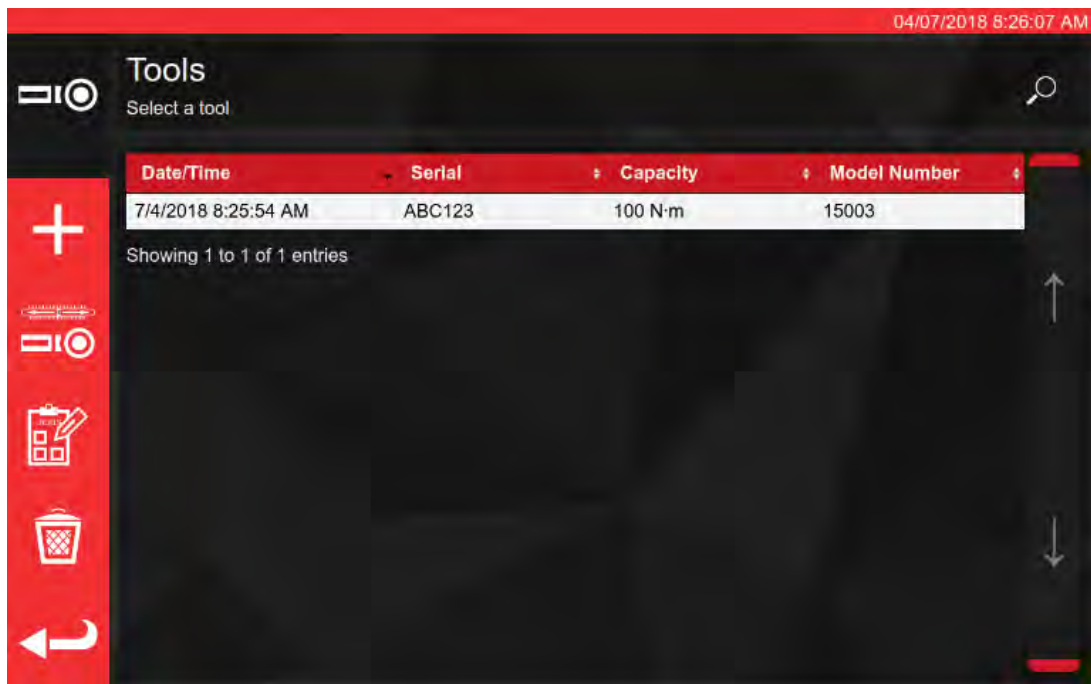 04/07/2018 8:26:07 AM
Tools
Select a tool
Date/Time Serial Capacity Model Number
7/4/2018 8:25:54 AM ABC123 100 N·m 15003
Showing 1 to 1 of 1 entries